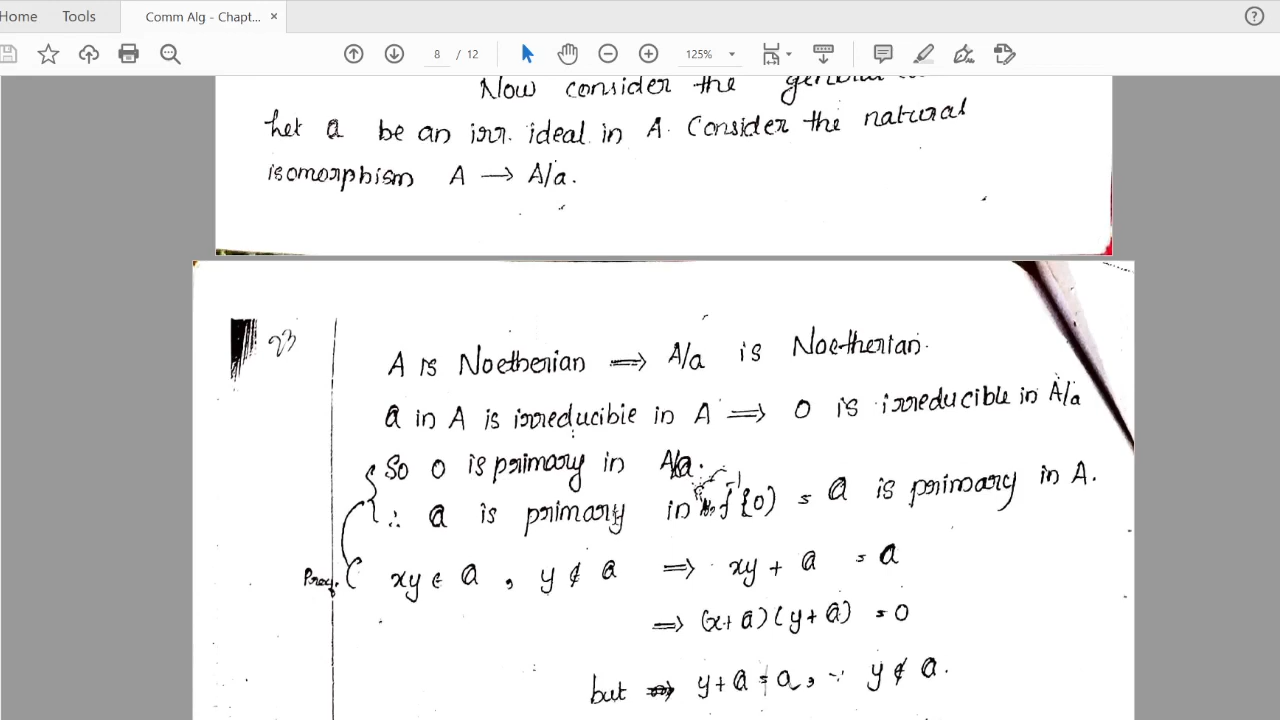 Home Tools Comm Alg - Chapt... ×
8 / 12 125%
Now consider the general
Let a be an irr. ideal in A. Consider the natural
isomorphism A → A/a.
23
A is Noetherian ⟹ A/a is Noetherian.
a in A is irreducible in A ⟹ 0 is irreducible in A/a
So 0 is primary in A/a.
∴ a is primary in f⁻¹(0) = a is primary in A.
( xy ∈ a , y ∉ a ⟹ xy + a = a
⟹ (x + a)(y + a) = 0
but ⟹ y + a ≠ a, ∵ y ∉ a.